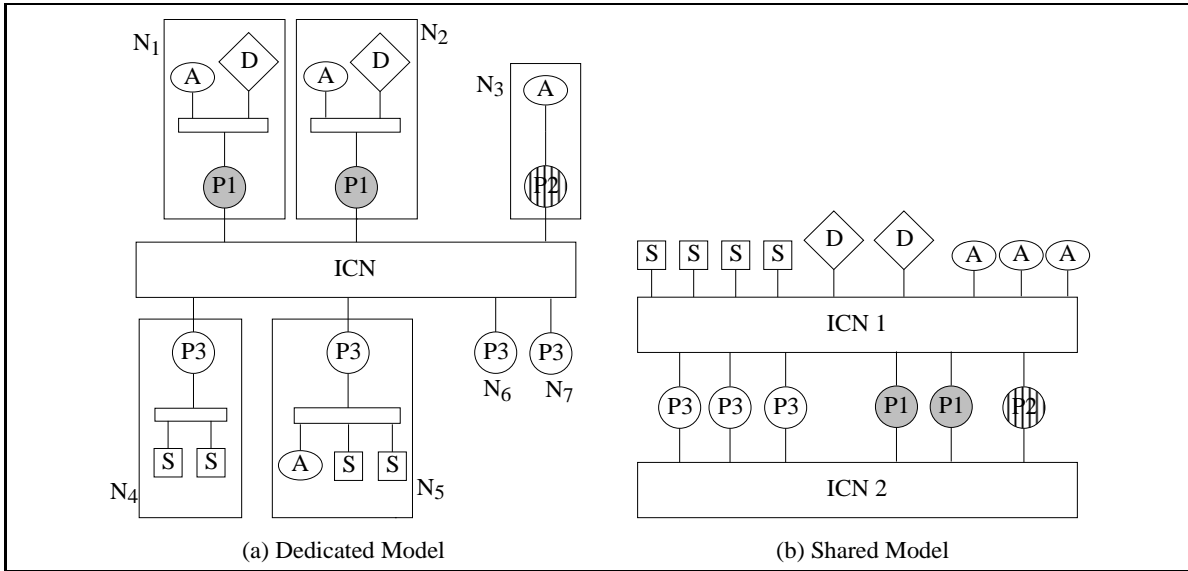 N1 A D
N2 A D
N3 A
P1
P1
P2
ICN
P3
P3
P3
P3
N6
N7
S S
A S S
N4
N5
(a) Dedicated Model
S S S S D D A A A
ICN 1
P3 P3 P3 P1 P1 P2
ICN 2
(b) Shared Model